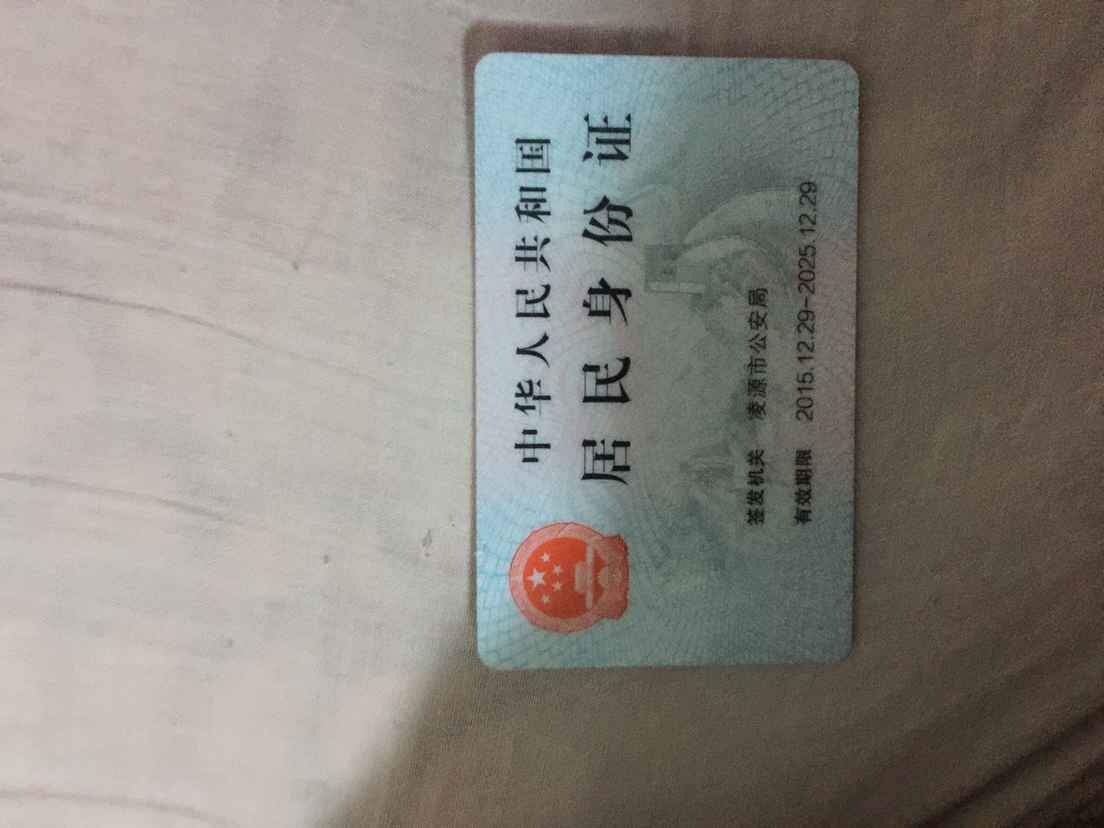 中华人民共和国
居民身份证
签发机关 凌源市公安局
有效期限 2015.12.29-2025.12.29